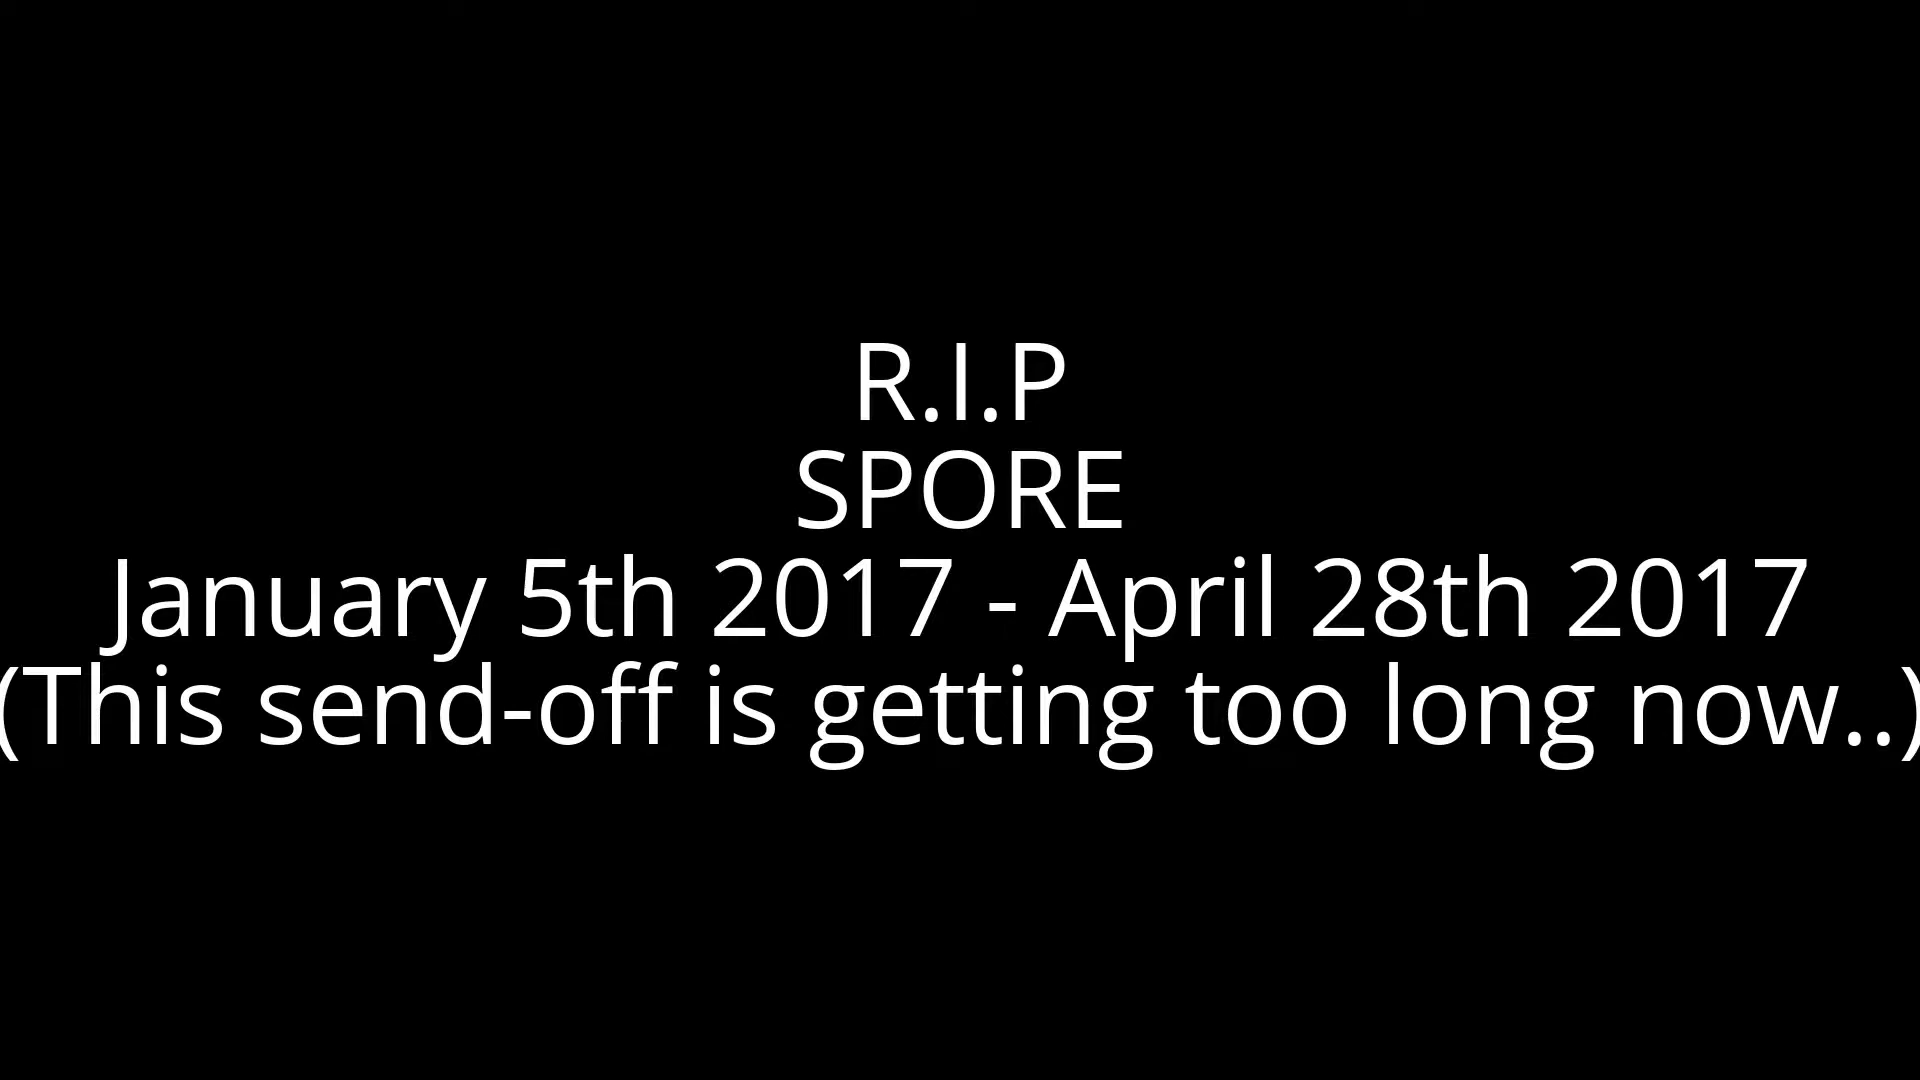 R.I.P
SPORE
January 5th 2017 - April 28th 2017
(This send-off is getting too long now..)